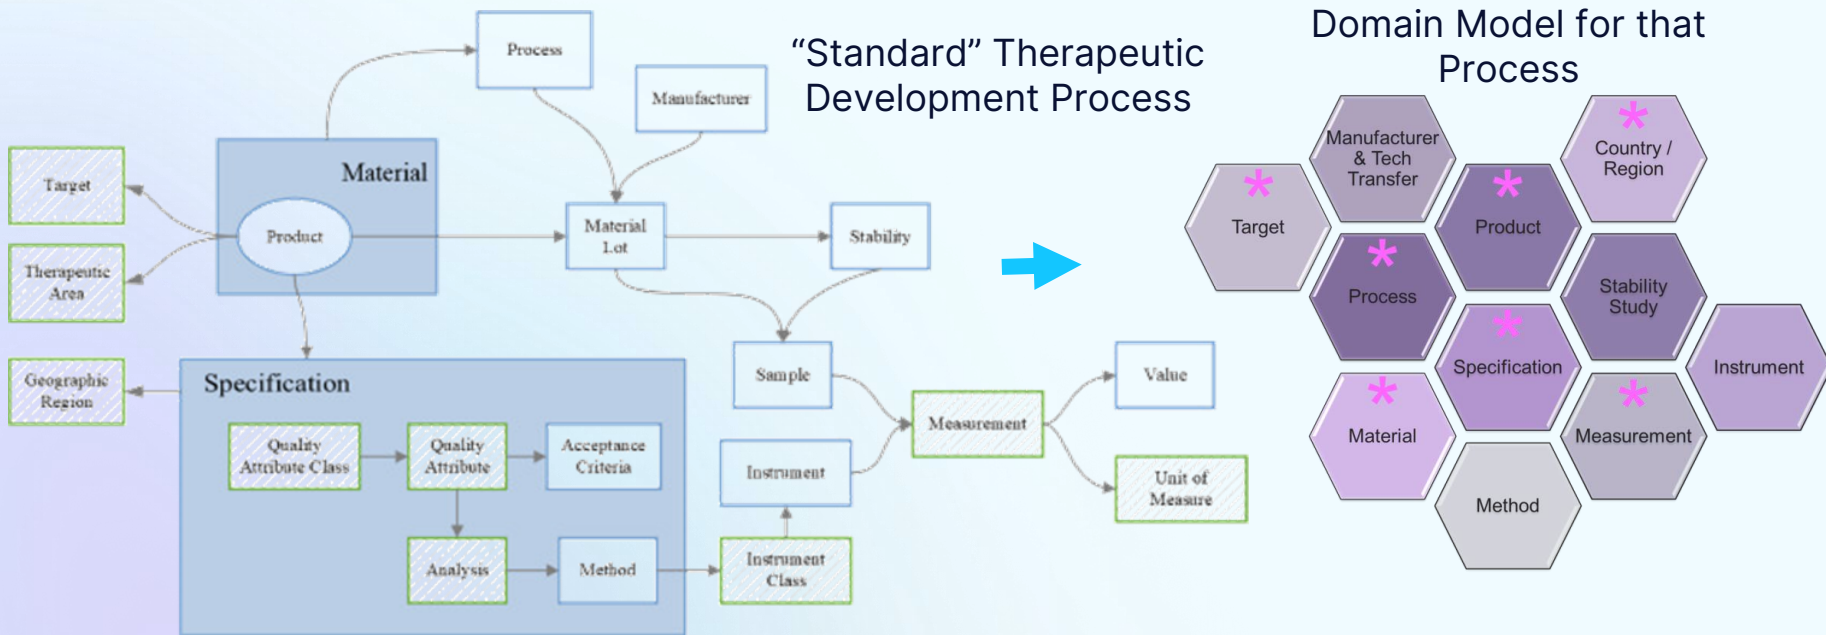 “Standard” Therapeutic
Development Process
Domain Model for that
Process
Process
Manufacturer
Material
Target
Product
Material
Lot
Stability
Therapeutic
Area
Geographic
Region
Specification
Sample
Value
Measurement
Quality
Attribute Class
Quality
Attribute
Acceptance
Criteria
Instrument
Unit of
Measure
Analysis
Method
Instrument
Class
Manufacturer
& Tech
Transfer
*
Country /
Region
*
Target
*
Product
*
Process
Stability
Study
*
Specification
Instrument
*
Material
*
Measurement
Method